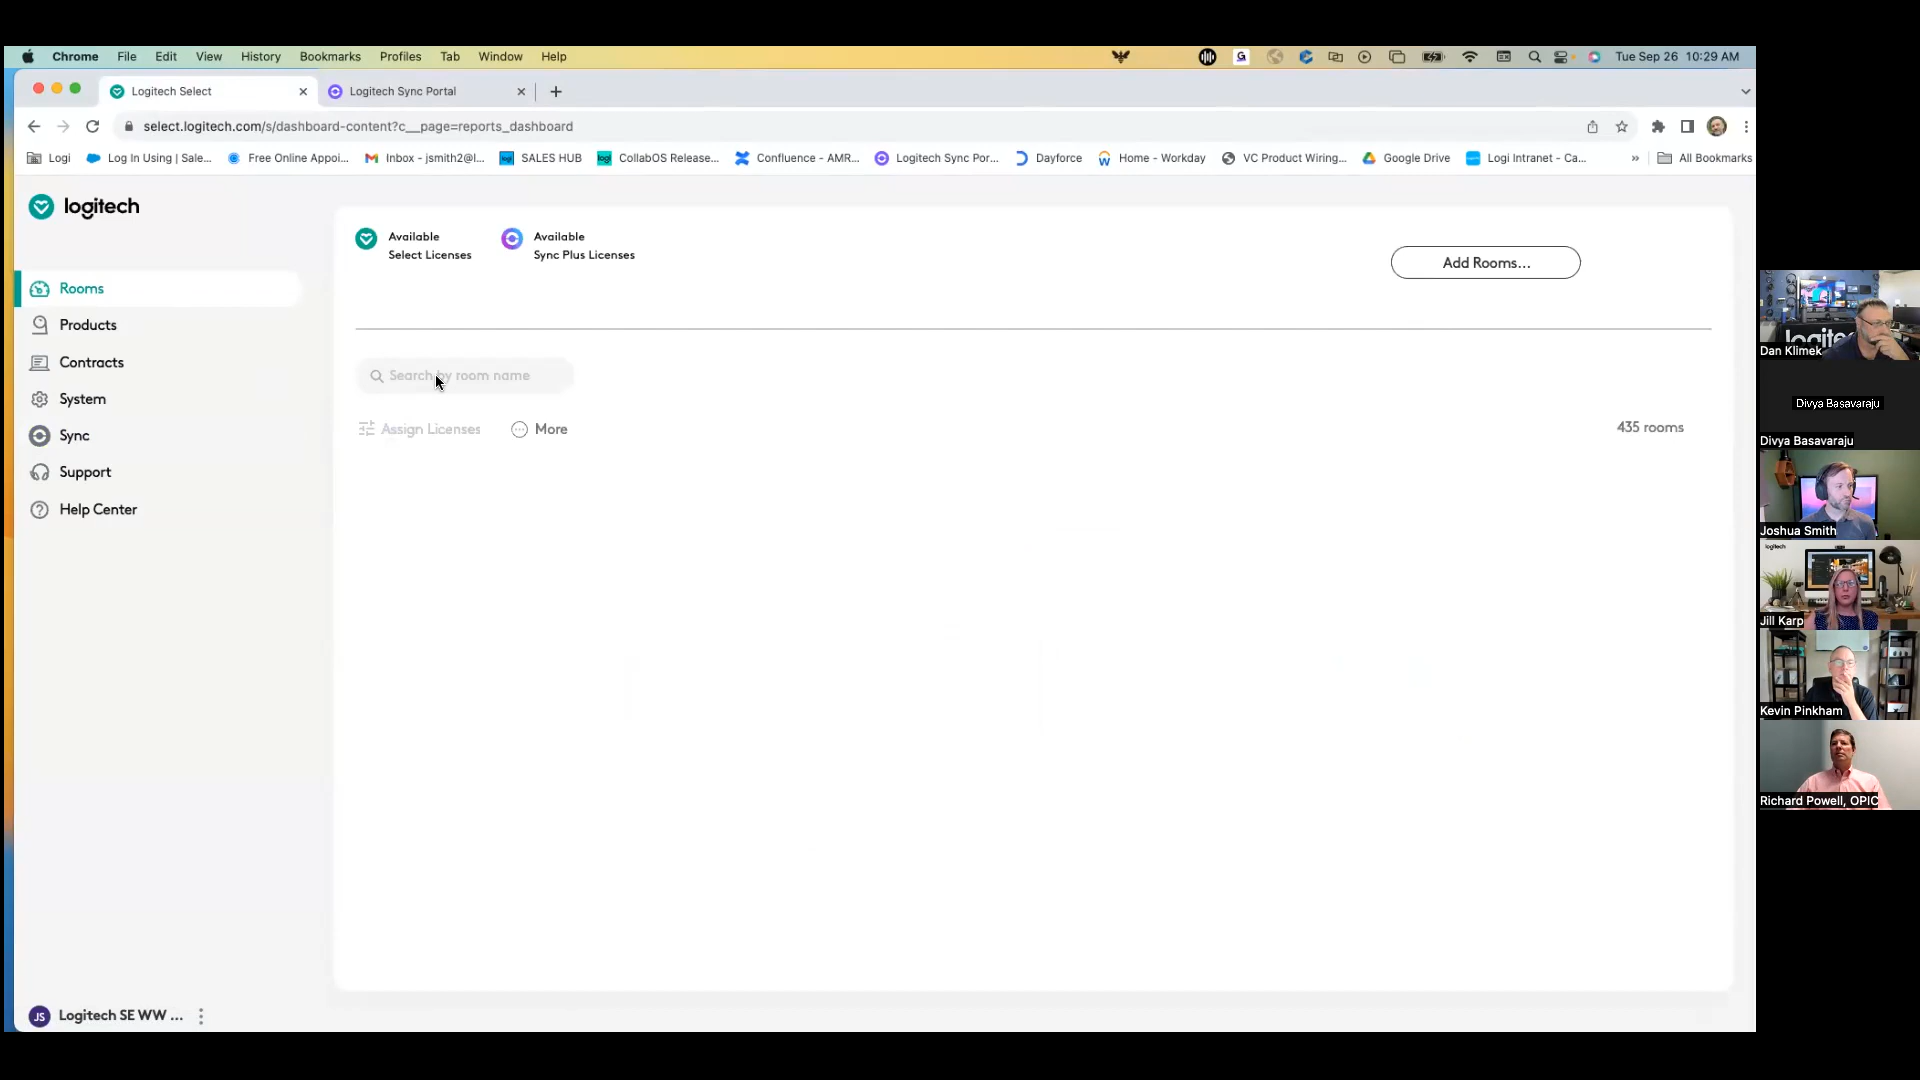 Chrome File Edit View History Bookmarks Profiles Tab Window Help Tue Sep 26 10:29 AM
Logitech Select Logitech Sync Portal
select.logitech.com/s/dashboard-content?c__page=reports_dashboard
Logi Log In Using | Sale... Free Online Appoi... Inbox - jsmith2@l... SALES HUB CollabOS Release... Confluence - AMR... Logitech Sync Por... Dayforce Home - Workday VC Product Wiring... Google Drive Logi Intranet - Ca... » All Bookmarks
logitech
Available
Select Licenses
Available
Sync Plus Licenses
Add Rooms...
Rooms
Products
Contracts
System
Sync
Support
Help Center
Search by room name
Assign Licenses
More
435 rooms
JS Logitech SE WW ...
Dan Klimek
Divya Basavaraju
Divya Basavaraju
Joshua Smith
logitech
Jill Karp
Kevin Pinkham
Richard Powell, OPIC